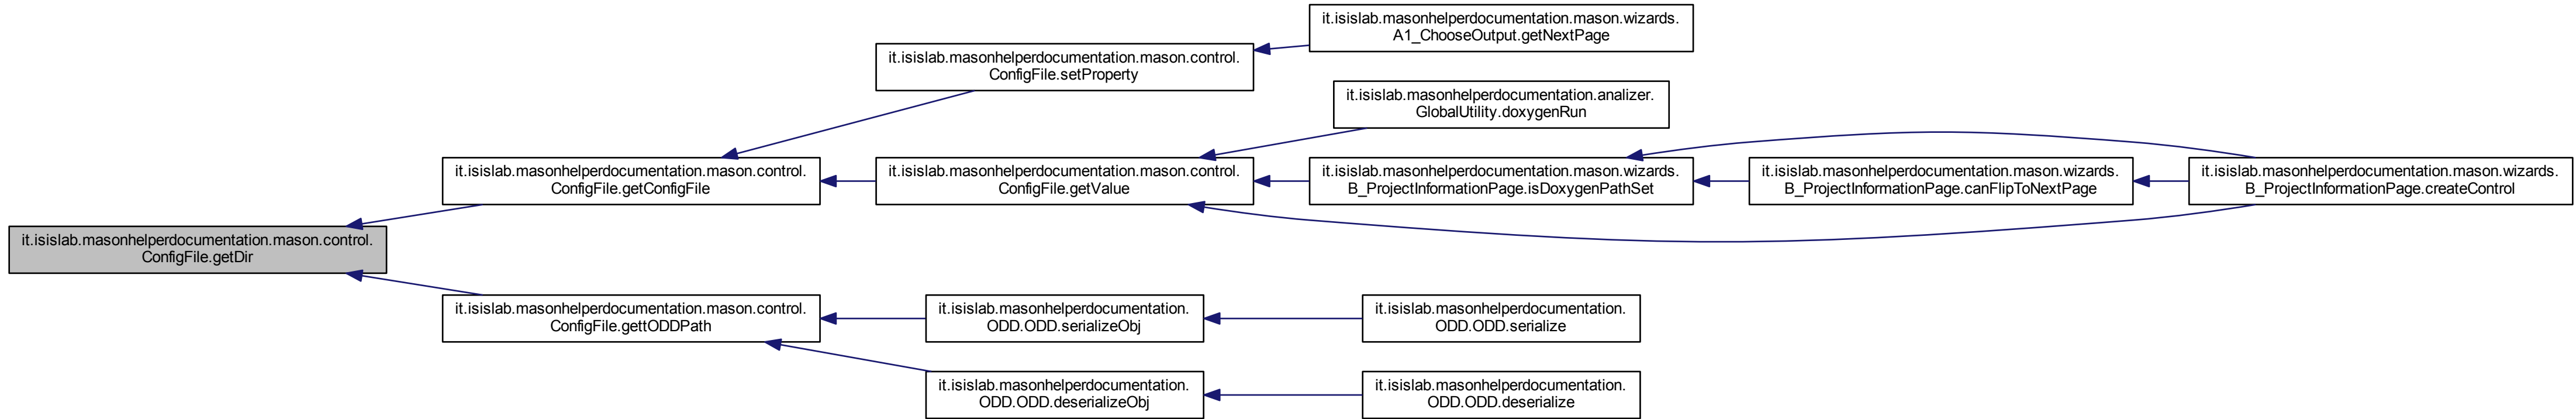 it.isislab.masonhelperdocumentation.mason.wizards.
A1_ChooseOutput.getNextPage
it.isislab.masonhelperdocumentation.mason.control.
ConfigFile.setProperty
it.isislab.masonhelperdocumentation.analizer.
GlobalUtility.doxygenRun
it.isislab.masonhelperdocumentation.mason.control.
ConfigFile.getConfigFile
it.isislab.masonhelperdocumentation.mason.control.
ConfigFile.getValue
it.isislab.masonhelperdocumentation.mason.wizards.
B_ProjectInformationPage.isDoxygenPathSet
it.isislab.masonhelperdocumentation.mason.wizards.
B_ProjectInformationPage.canFlipToNextPage
it.isislab.masonhelperdocumentation.mason.wizards.
B_ProjectInformationPage.createControl
it.isislab.masonhelperdocumentation.mason.control.
ConfigFile.getDir
it.isislab.masonhelperdocumentation.mason.control.
ConfigFile.gettODDPath
it.isislab.masonhelperdocumentation.
ODD.ODD.serializeObj
it.isislab.masonhelperdocumentation.
ODD.ODD.serialize
it.isislab.masonhelperdocumentation.
ODD.ODD.deserializeObj
it.isislab.masonhelperdocumentation.
ODD.ODD.deserialize